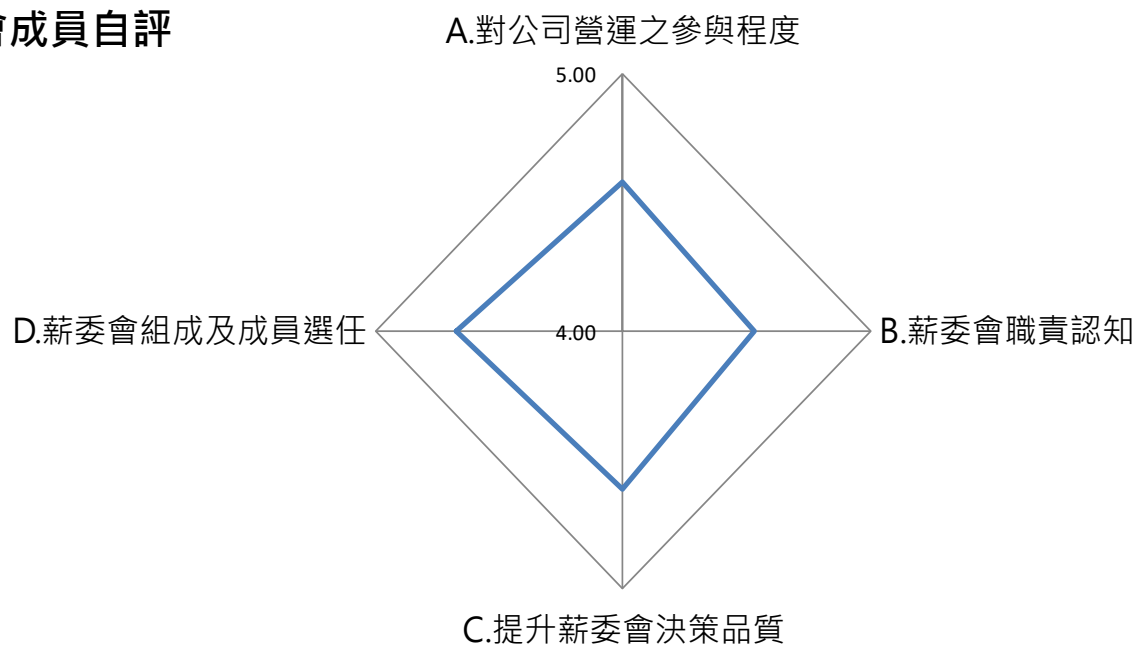 會成員自評
A.對公司營運之參與程度
5.00
D.薪委會組成及成員選任
4.00
B.薪委會職責認知
C.提升薪委會決策品質